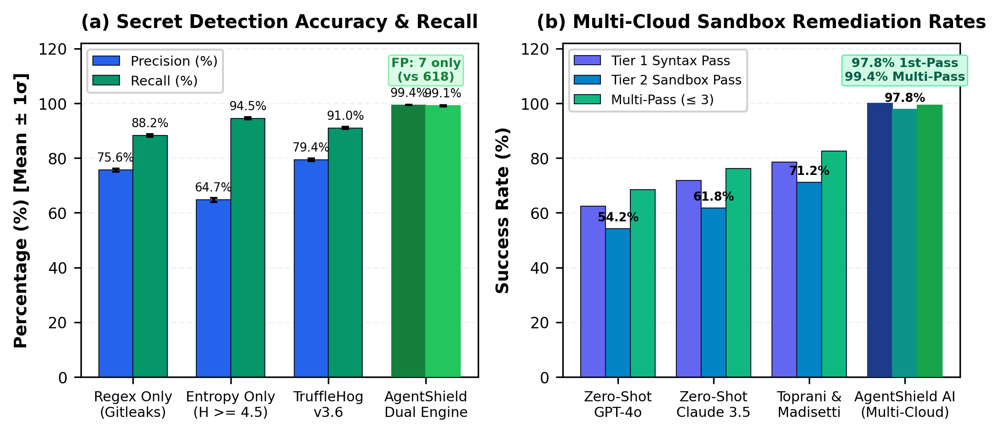 (a) Secret Detection Accuracy & Recall
Percentage (%) [Mean ± 1σ]
120
100
80
60
40
20
0
Precision (%)
Recall (%)
FP: 7 only
(vs 618)
75.6%
88.2%
64.7%
94.5%
79.4%
91.0%
99.4%
99.1%
Regex Only
(Gitleaks)
Entropy Only
(H >= 4.5)
TruffleHog
v3.6
AgentShield
Dual Engine
(b) Multi-Cloud Sandbox Remediation Rates
Success Rate (%)
120
100
80
60
40
20
0
Tier 1 Syntax Pass
Tier 2 Sandbox Pass
Multi-Pass (≤ 3)
97.8% 1st-Pass
99.4% Multi-Pass
54.2%
61.8%
71.2%
97.8%
Zero-Shot
GPT-4o
Zero-Shot
Claude 3.5
Toprani &
Madisetti
AgentShield AI
(Multi-Cloud)